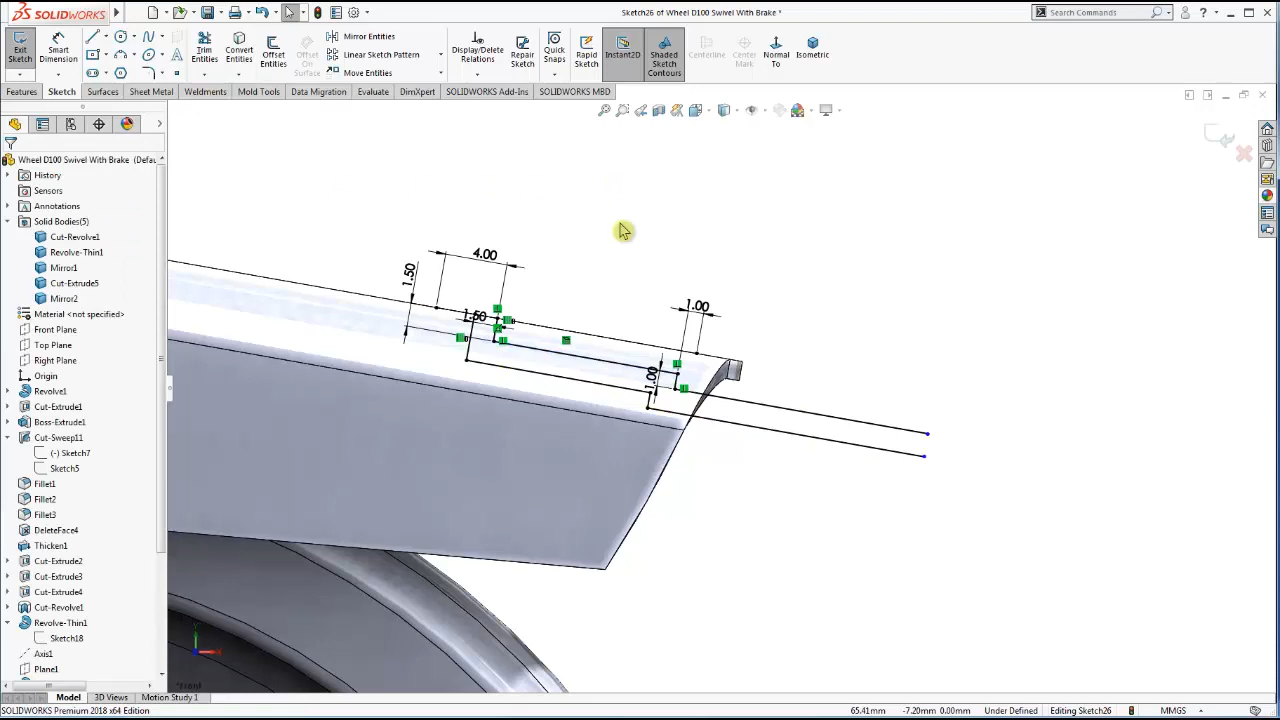 SOLIDWORKS
Sketch26 of Wheel D100 Swivel With Brake *
Search Commands
Exit Sketch
Smart Dimension
Trim Entities
Convert Entities
Offset Entities
Offset On Surface
Mirror Entities
Linear Sketch Pattern
Move Entities
Display/Delete Relations
Repair Sketch
Quick Snaps
Rapid Sketch
Instant2D
Shaded Sketch Contours
Centerline
Center Mark
Normal To
Isometric
Features
Sketch
Surfaces
Sheet Metal
Weldments
Mold Tools
Data Migration
Evaluate
DimXpert
SOLIDWORKS Add-Ins
SOLIDWORKS MBD
Wheel D100 Swivel With Brake (Defau
History
Sensors
Annotations
Solid Bodies(5)
Cut-Revolve1
Revolve-Thin1
Mirror1
Cut-Extrude5
Mirror2
Material <not specified>
Front Plane
Top Plane
Right Plane
Origin
Revolve1
Cut-Extrude1
Boss-Extrude1
Cut-Sweep11
(-) Sketch7
Sketch5
Fillet1
Fillet2
Fillet3
DeleteFace4
Thicken1
Cut-Extrude2
Cut-Extrude3
Cut-Extrude4
Cut-Revolve1
Revolve-Thin1
Sketch18
Axis1
Plane1
4.00
1.50
1.50
1.00
1.00
*Front
Model
3D Views
Motion Study 1
SOLIDWORKS Premium 2018 x64 Edition
65.41mm
-7.20mm
0.00mm
Under Defined
Editing Sketch26
MMGS